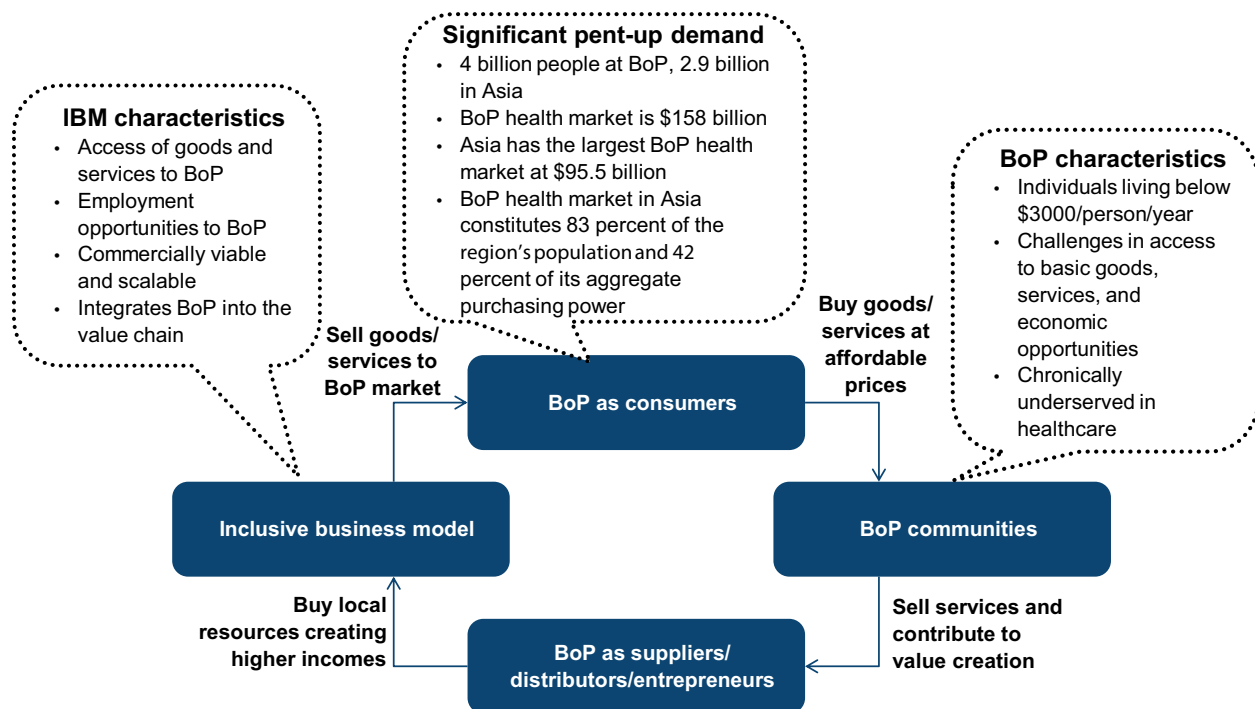 Significant pent-up demand
• 4 billion people at BoP, 2.9 billion
in Asia
• BoP health market is $158 billion
• Asia has the largest BoP health
market at $95.5 billion
• BoP health market in Asia
constitutes 83 percent of the
region's population and 42
percent of its aggregate
purchasing power
IBM characteristics
• Access of goods and
services to BoP
• Employment
opportunities to BoP
• Commercially viable
and scalable
• Integrates BoP into the
value chain
BoP characteristics
• Individuals living below
$3000/person/year
• Challenges in access
to basic goods,
services, and
economic
opportunities
• Chronically
underserved in
healthcare
Sell goods/
services to
BoP market
BoP as consumers
Buy goods/
services at
affordable
prices
Inclusive business model
BoP communities
Buy local
resources creating
higher incomes
BoP as suppliers/
distributors/entrepreneurs
Sell services and
contribute to
value creation